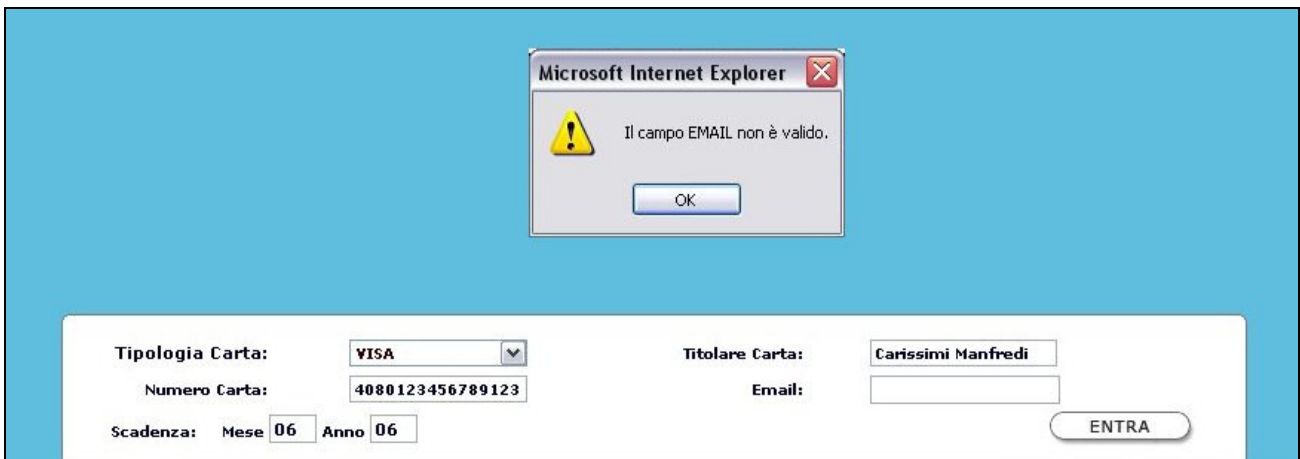 Microsoft Internet Explorer
Il campo EMAIL non è valido.
OK
Tipologia Carta: VISA Titolare Carta: Carissimi Manfredi
Numero Carta: 4080123456789123 Email:
Scadenza: Mese 06 Anno 06 ENTRA